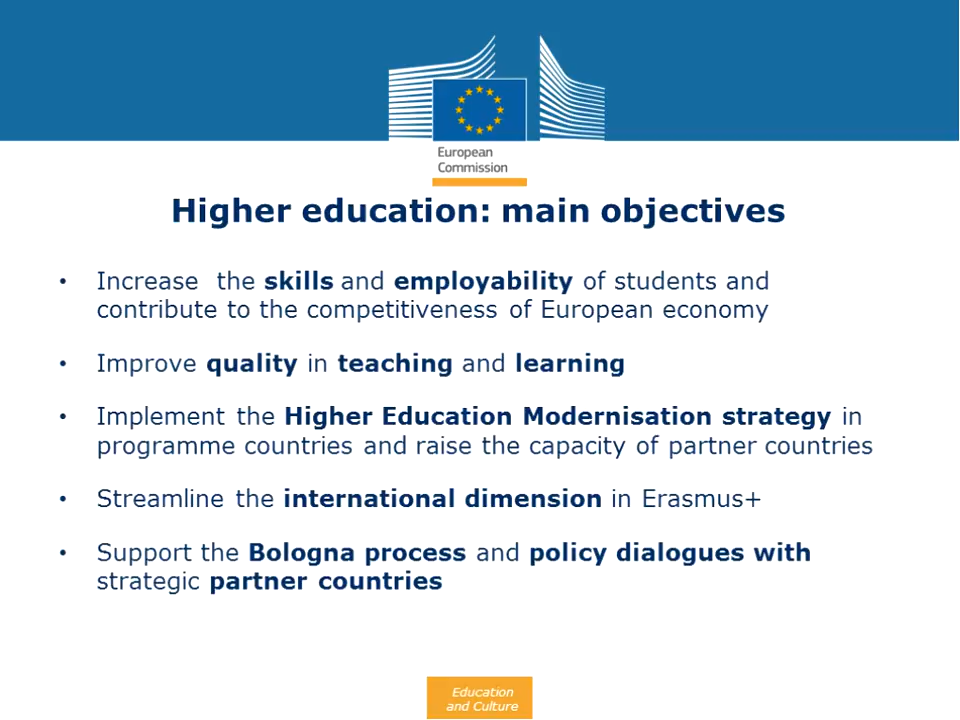 European
Commission
Higher education: main objectives
• Increase the skills and employability of students and
contribute to the competitiveness of European economy
• Improve quality in teaching and learning
• Implement the Higher Education Modernisation strategy in
programme countries and raise the capacity of partner countries
• Streamline the international dimension in Erasmus+
• Support the Bologna process and policy dialogues with
strategic partner countries
Education
and Culture